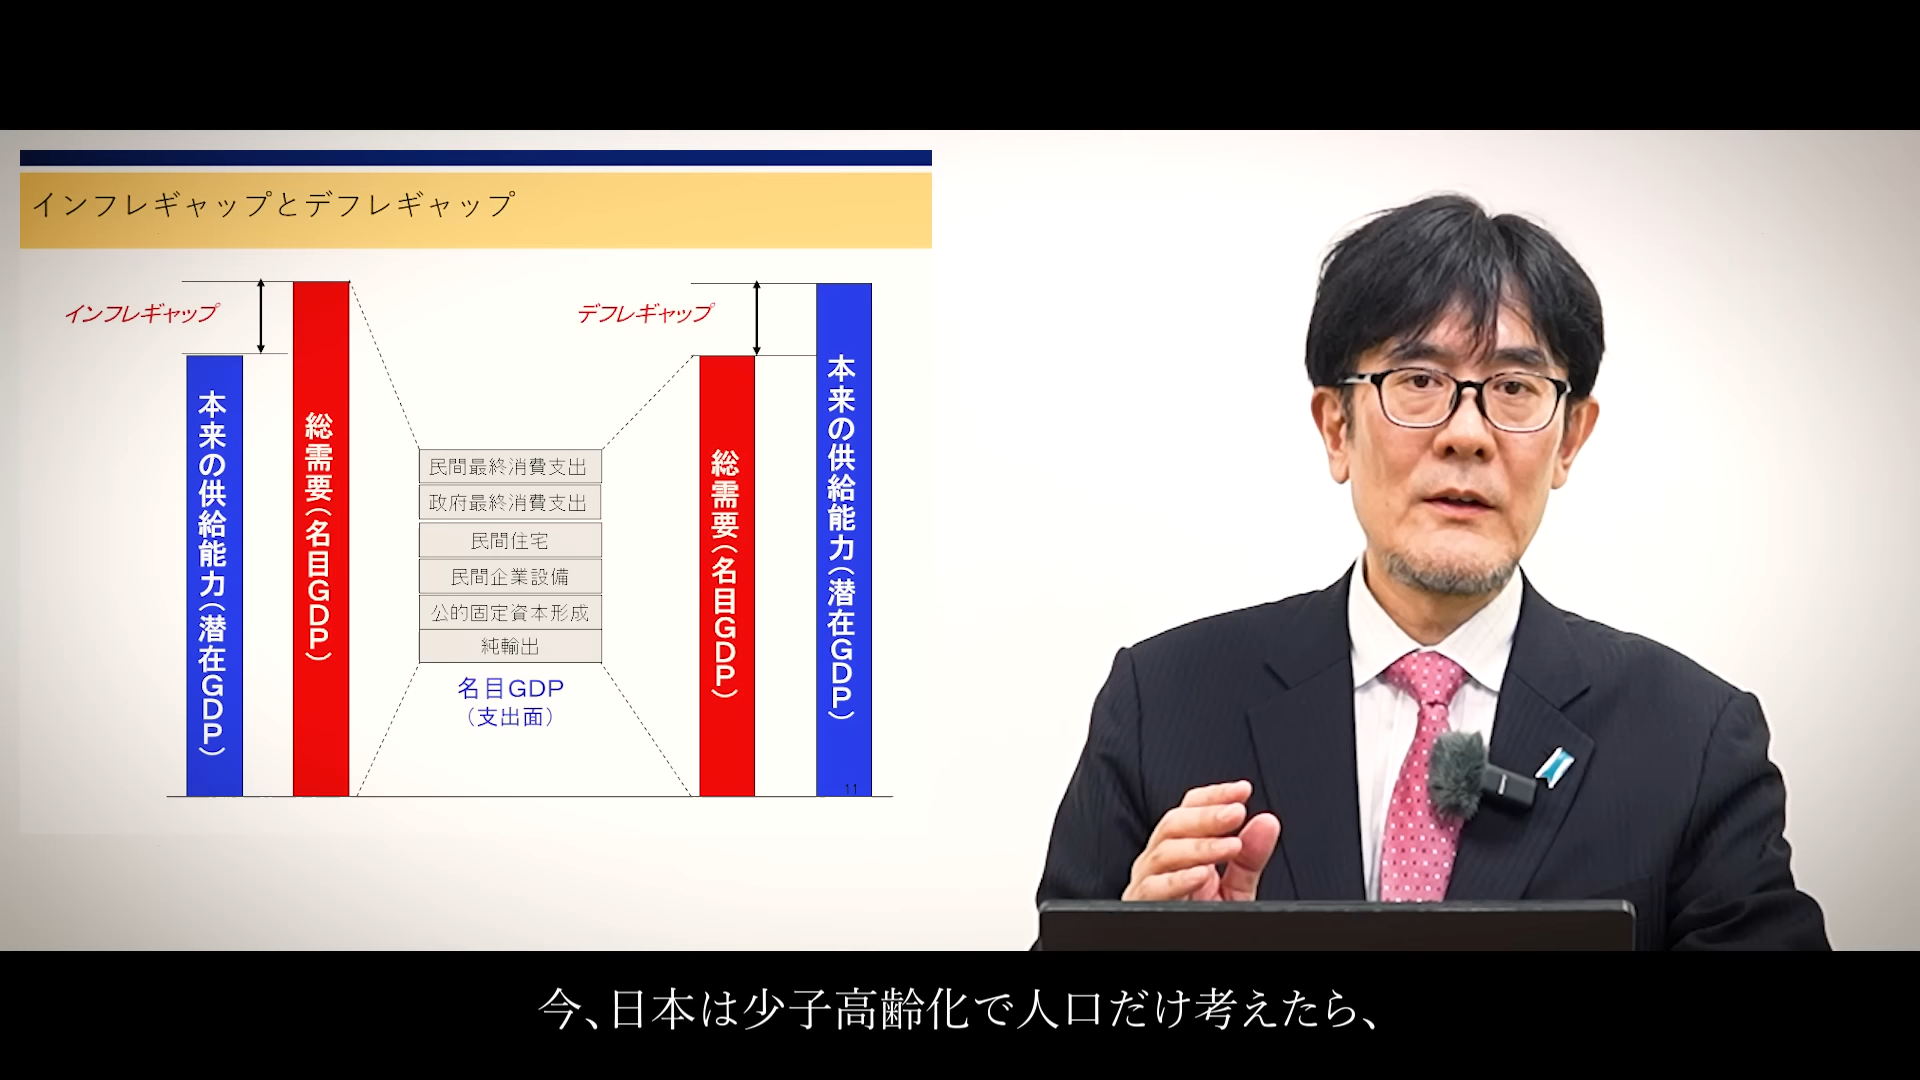 インフレギャップとデフレギャップ
インフレギャップ
本来の供給能力（潜在GDP）
総需要（名目GDP）
民間最終消費支出
政府最終消費支出
民間住宅
民間企業設備
公的固定資本形成
純輸出
名目GDP
（支出面）
デフレギャップ
総需要（名目GDP）
本来の供給能力（潜在GDP）
11
今、日本は少子高齢化で人口だけ考えたら、